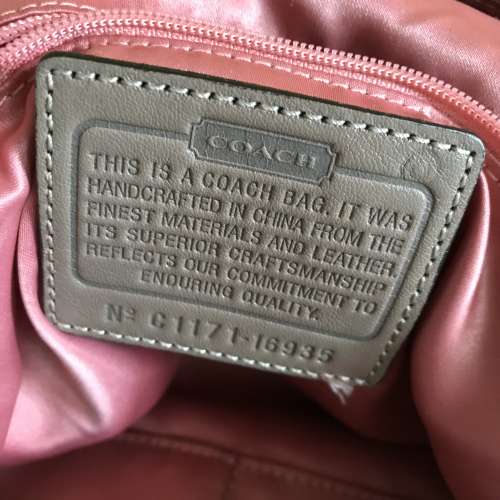 COACH
THIS IS A COACH BAG. IT WAS
HANDCRAFTED IN CHINA FROM THE
FINEST MATERIALS AND LEATHER.
ITS SUPERIOR CRAFTSMANSHIP
REFLECTS OUR COMMITMENT TO
ENDURING QUALITY.
Nº C1171-16935